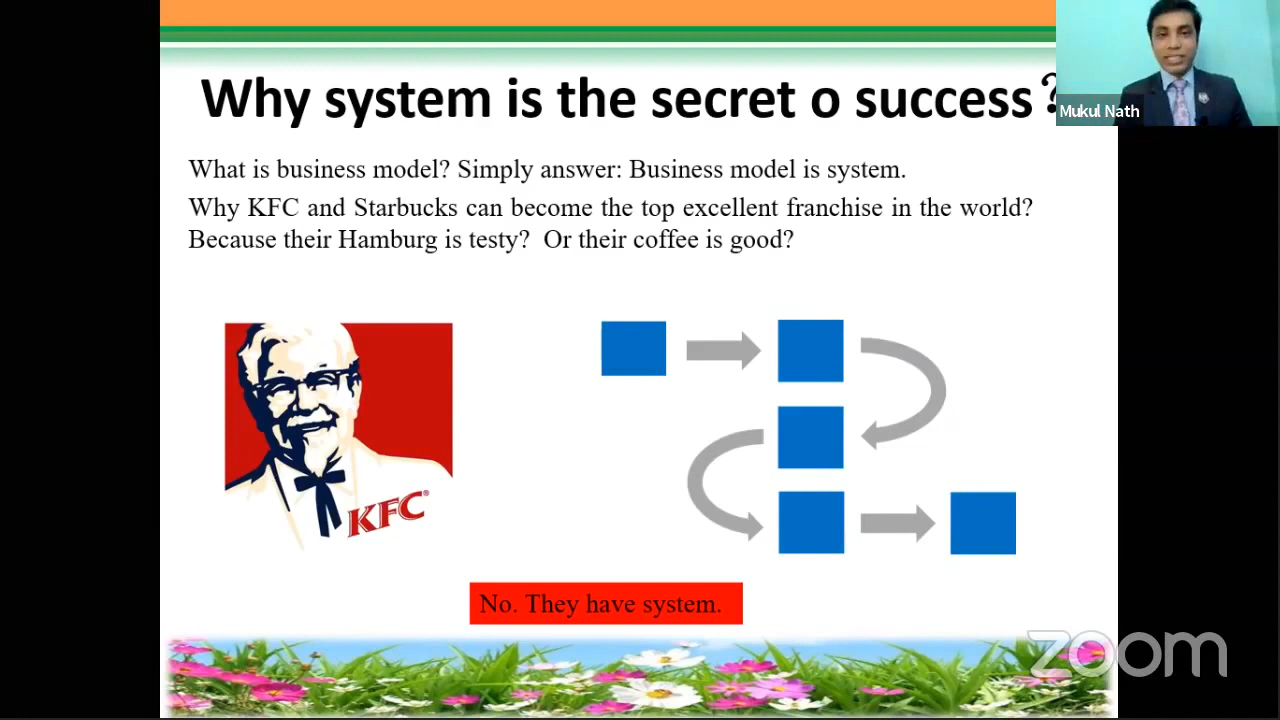 Why system is the secret o success?
Mukul Nath
What is business model? Simply answer: Business model is system.
Why KFC and Starbucks can become the top excellent franchise in the world?
Because their Hamburg is testy? Or their coffee is good?
KFC®
No. They have system.
zoom